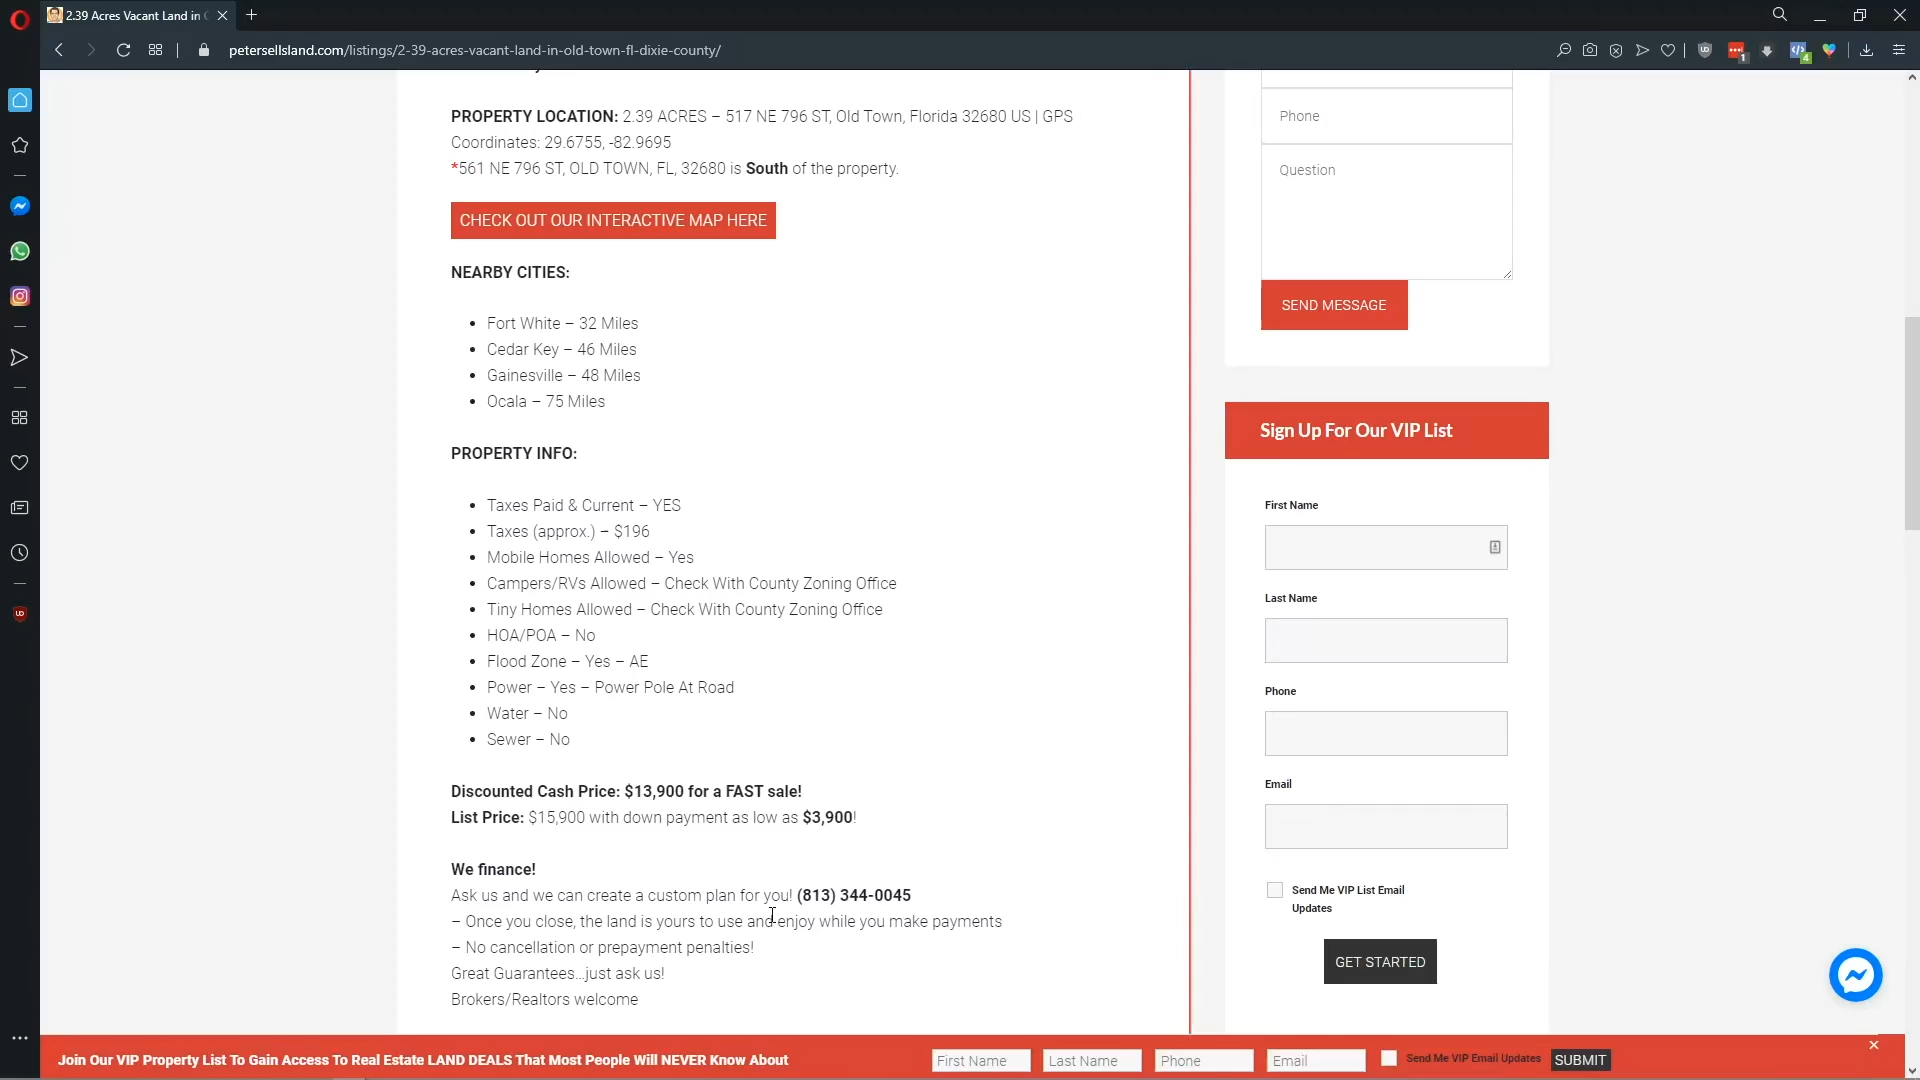 2.39 Acres Vacant Land in
petersellsland.com/listings/2-39-acres-vacant-land-in-old-town-fl-dixie-county/
PROPERTY LOCATION: 2.39 ACRES – 517 NE 796 ST, Old Town, Florida 32680 US | GPS
Coordinates: 29.6755, -82.9695
*561 NE 796 ST, OLD TOWN, FL, 32680 is South of the property.
CHECK OUT OUR INTERACTIVE MAP HERE
NEARBY CITIES:
• Fort White – 32 Miles
• Cedar Key – 46 Miles
• Gainesville – 48 Miles
• Ocala – 75 Miles
PROPERTY INFO:
• Taxes Paid & Current – YES
• Taxes (approx.) – $196
• Mobile Homes Allowed – Yes
• Campers/RVs Allowed – Check With County Zoning Office
• Tiny Homes Allowed – Check With County Zoning Office
• HOA/POA – No
• Flood Zone – Yes – AE
• Power – Yes – Power Pole At Road
• Water – No
• Sewer – No
Discounted Cash Price: $13,900 for a FAST sale!
List Price: $15,900 with down payment as low as $3,900!
We finance!
Ask us and we can create a custom plan for you! (813) 344-0045
– Once you close, the land is yours to use and enjoy while you make payments
– No cancellation or prepayment penalties!
Great Guarantees...just ask us!
Brokers/Realtors welcome
Phone
Question
SEND MESSAGE
Sign Up For Our VIP List
First Name
Last Name
Phone
Email
Send Me VIP List Email
Updates
GET STARTED
Join Our VIP Property List To Gain Access To Real Estate LAND DEALS That Most People Will NEVER Know About
First Name
Last Name
Phone
Email
Send Me VIP Email Updates
SUBMIT